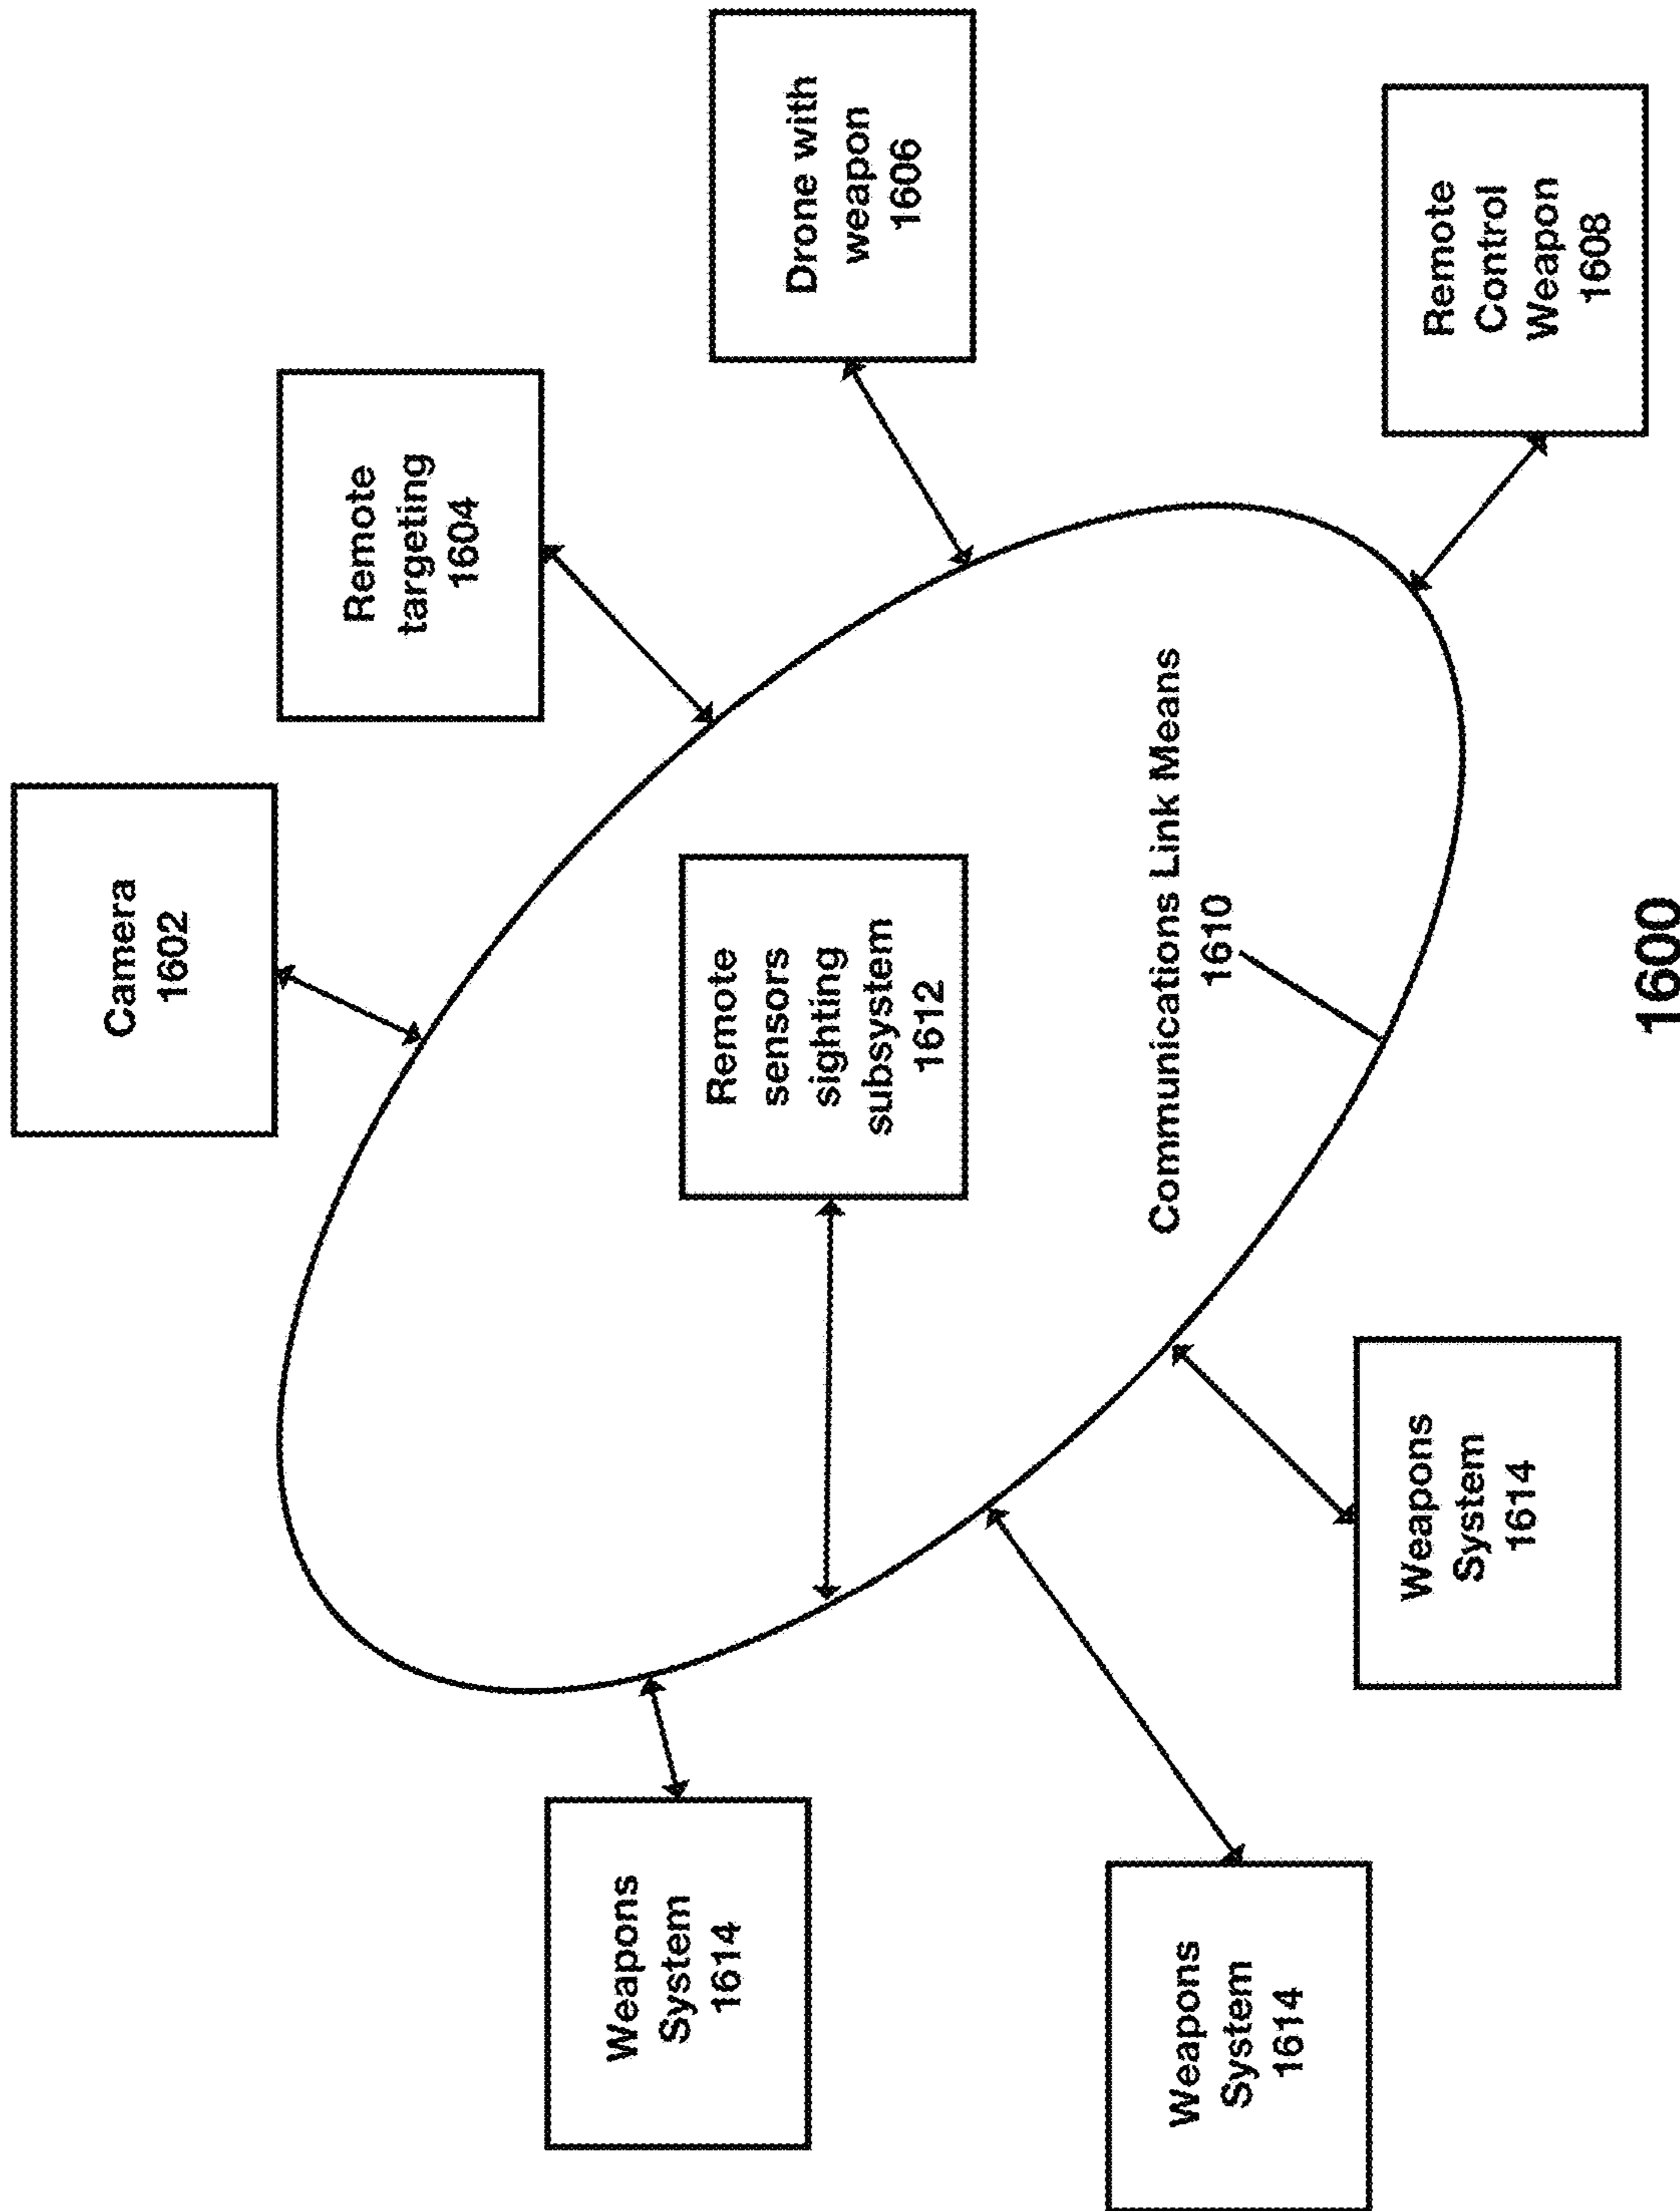 Camera
1602
Remote
targeting
1604
Weapons
System
1614
Remote
sensors
sighting
subsystem
1612
Drone with
weapon
1606
Communications Link Means
1610
Weapons
System
1614
Weapons
System
1614
Remote
Control
Weapon
1608
1600